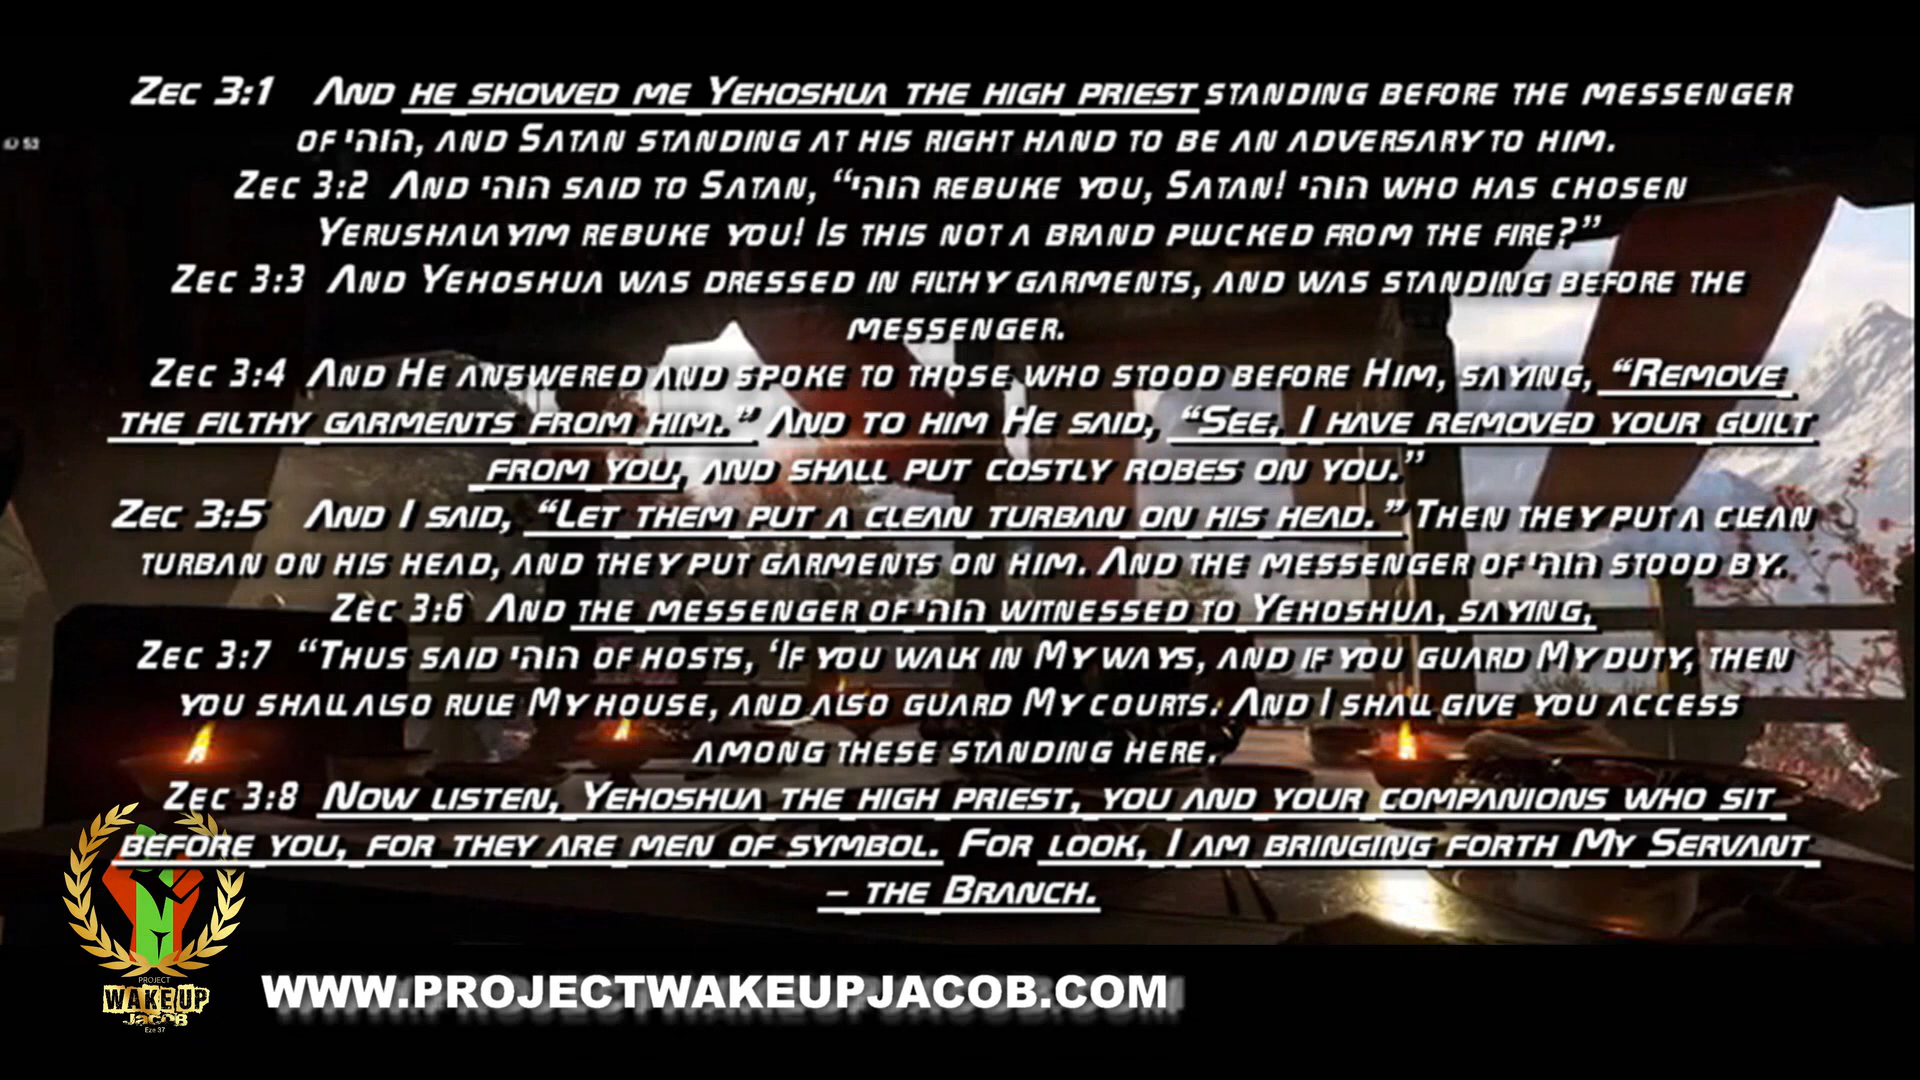 Zec 3:1 And he showed me Yehoshua the high priest standing before the messenger
of הוהי, and Satan standing at his right hand to be an adversary to him.
Zec 3:2 And הוהי said to Satan, “הוהי rebuke you, Satan! הוהי who has chosen
Yerushalayim rebuke you! Is this not a brand plucked from the fire?”
Zec 3:3 And Yehoshua was dressed in filthy garments, and was standing before the
messenger.
Zec 3:4 And He answered and spoke to those who stood before Him, saying, “Remove
the filthy garments from him.” And to him He said, “See, I have removed your guilt
from you, and shall put costly robes on you.”
Zec 3:5 And I said, “Let them put a clean turban on his head.” Then they put a clean
turban on his head, and they put garments on him. And the messenger of הוהי stood by.
Zec 3:6 And the messenger of הוהי witnessed to Yehoshua, saying,
Zec 3:7 “Thus said הוהי of hosts, ‘If you walk in My ways, and if you guard My duty, then
you shall also rule My house, and also guard My courts. And I shall give you access
among these standing here.
Zec 3:8 Now listen, Yehoshua the high priest, you and your companions who sit
before you, for they are men of symbol. For look, I am bringing forth My Servant
– the Branch.
PROJECT
WAKE UP
JACOB
Eze 37
WWW.PROJECTWAKEUPJACOB.COM